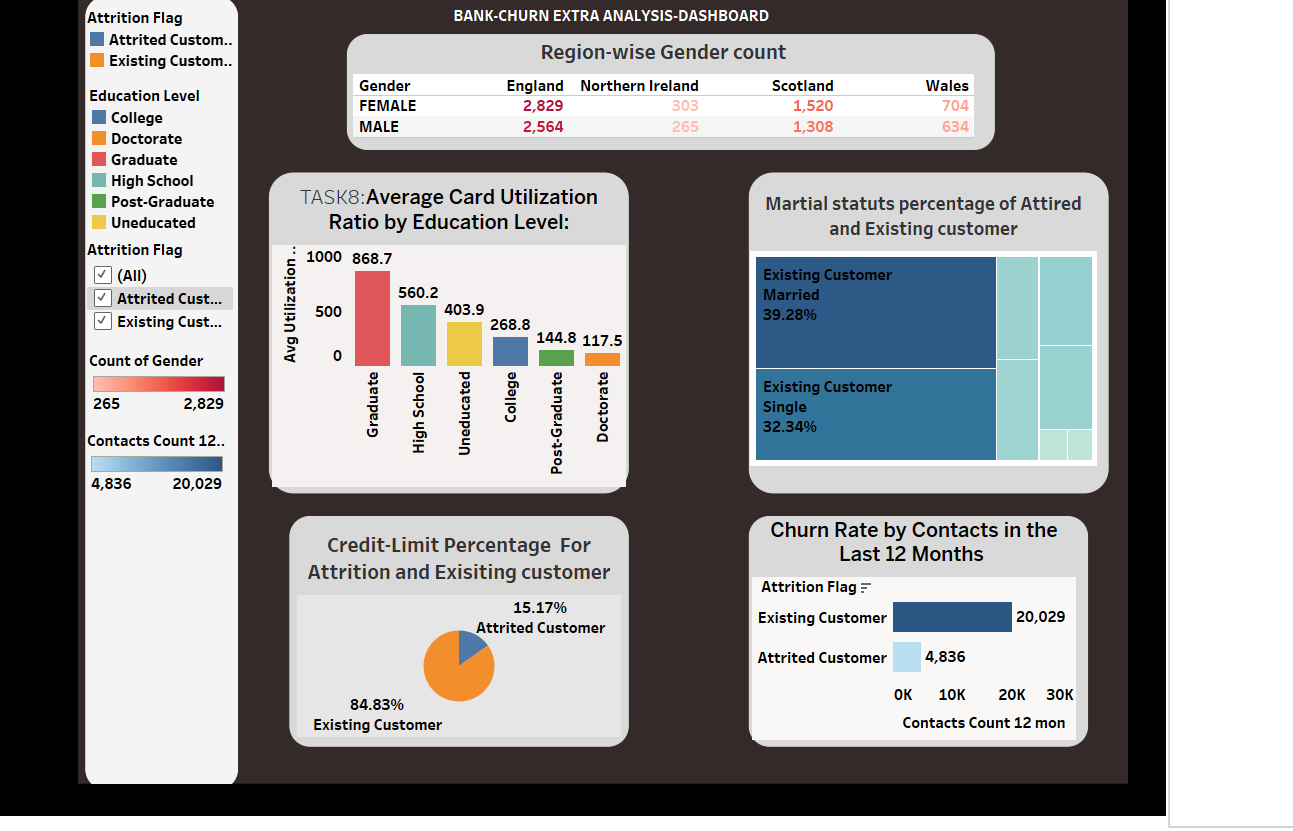 BANK-CHURN EXTRA ANALYSIS-DASHBOARD
Attrition Flag
Attrited Custom..
Existing Custom..
Education Level
College
Doctorate
Graduate
High School
Post-Graduate
Uneducated
Attrition Flag
(All)
Attrited Cust...
Existing Cust...
Count of Gender
265 2,829
Contacts Count 12..
4,836 20,029
Region-wise Gender count
Gender England Northern Ireland Scotland Wales
FEMALE 2,829 303 1,520 704
MALE 2,564 265 1,308 634
TASK8:Average Card Utilization
Ratio by Education Level:
Avg Utilization..
1000
500
0
868.7
560.2
403.9
268.8
144.8
117.5
Graduate
High School
Uneducated
College
Post-Graduate
Doctorate
Martial statuts percentage of Attired
and Existing customer
Existing Customer
Married
39.28%
Existing Customer
Single
32.34%
Credit-Limit Percentage For
Attrition and Exisiting customer
15.17%
Attrited Customer
84.83%
Existing Customer
Churn Rate by Contacts in the
Last 12 Months
Attrition Flag
Existing Customer 20,029
Attrited Customer 4,836
0K 10K 20K 30K
Contacts Count 12 mon